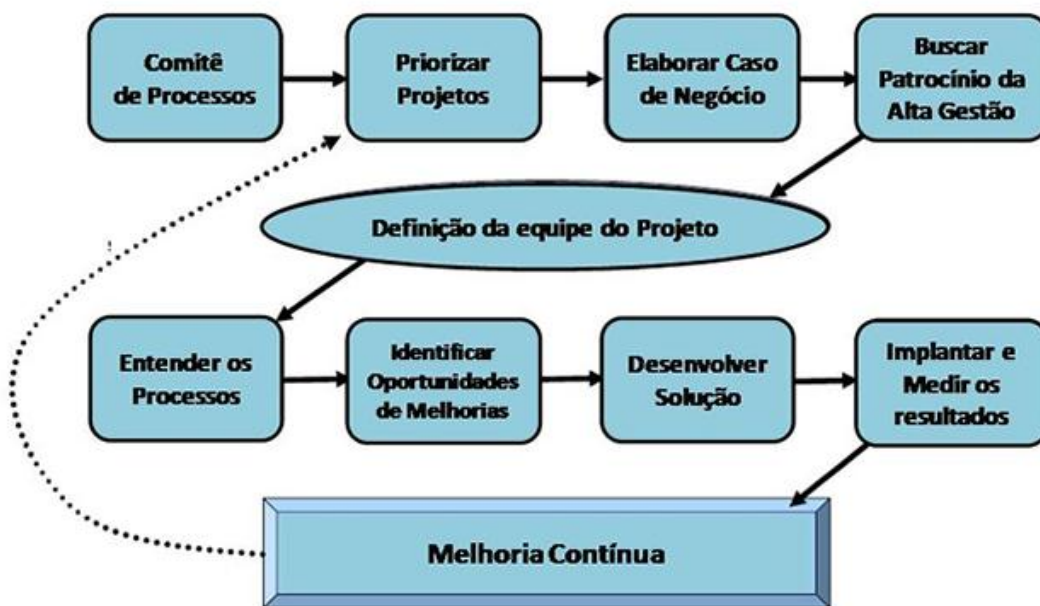 Comitê
de Processos
Priorizar
Projetos
Elaborar Caso
de Negócio
Buscar
Patrocínio da
Alta Gestão
Definição da equipe do Projeto
Entender os
Processos
Identificar
Oportunidades
de Melhorias
Desenvolver
Solução
Implantar e
Medir os
resultados
Melhoria Contínua